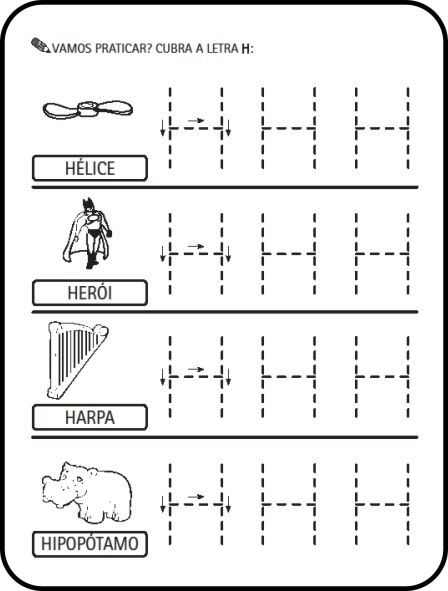 VAMOS PRATICAR? CUBRA A LETRA H:
H H H
HÉLICE
H H H
HERÓI
H H H
HARPA
H H H
HIPOPÓTAMO